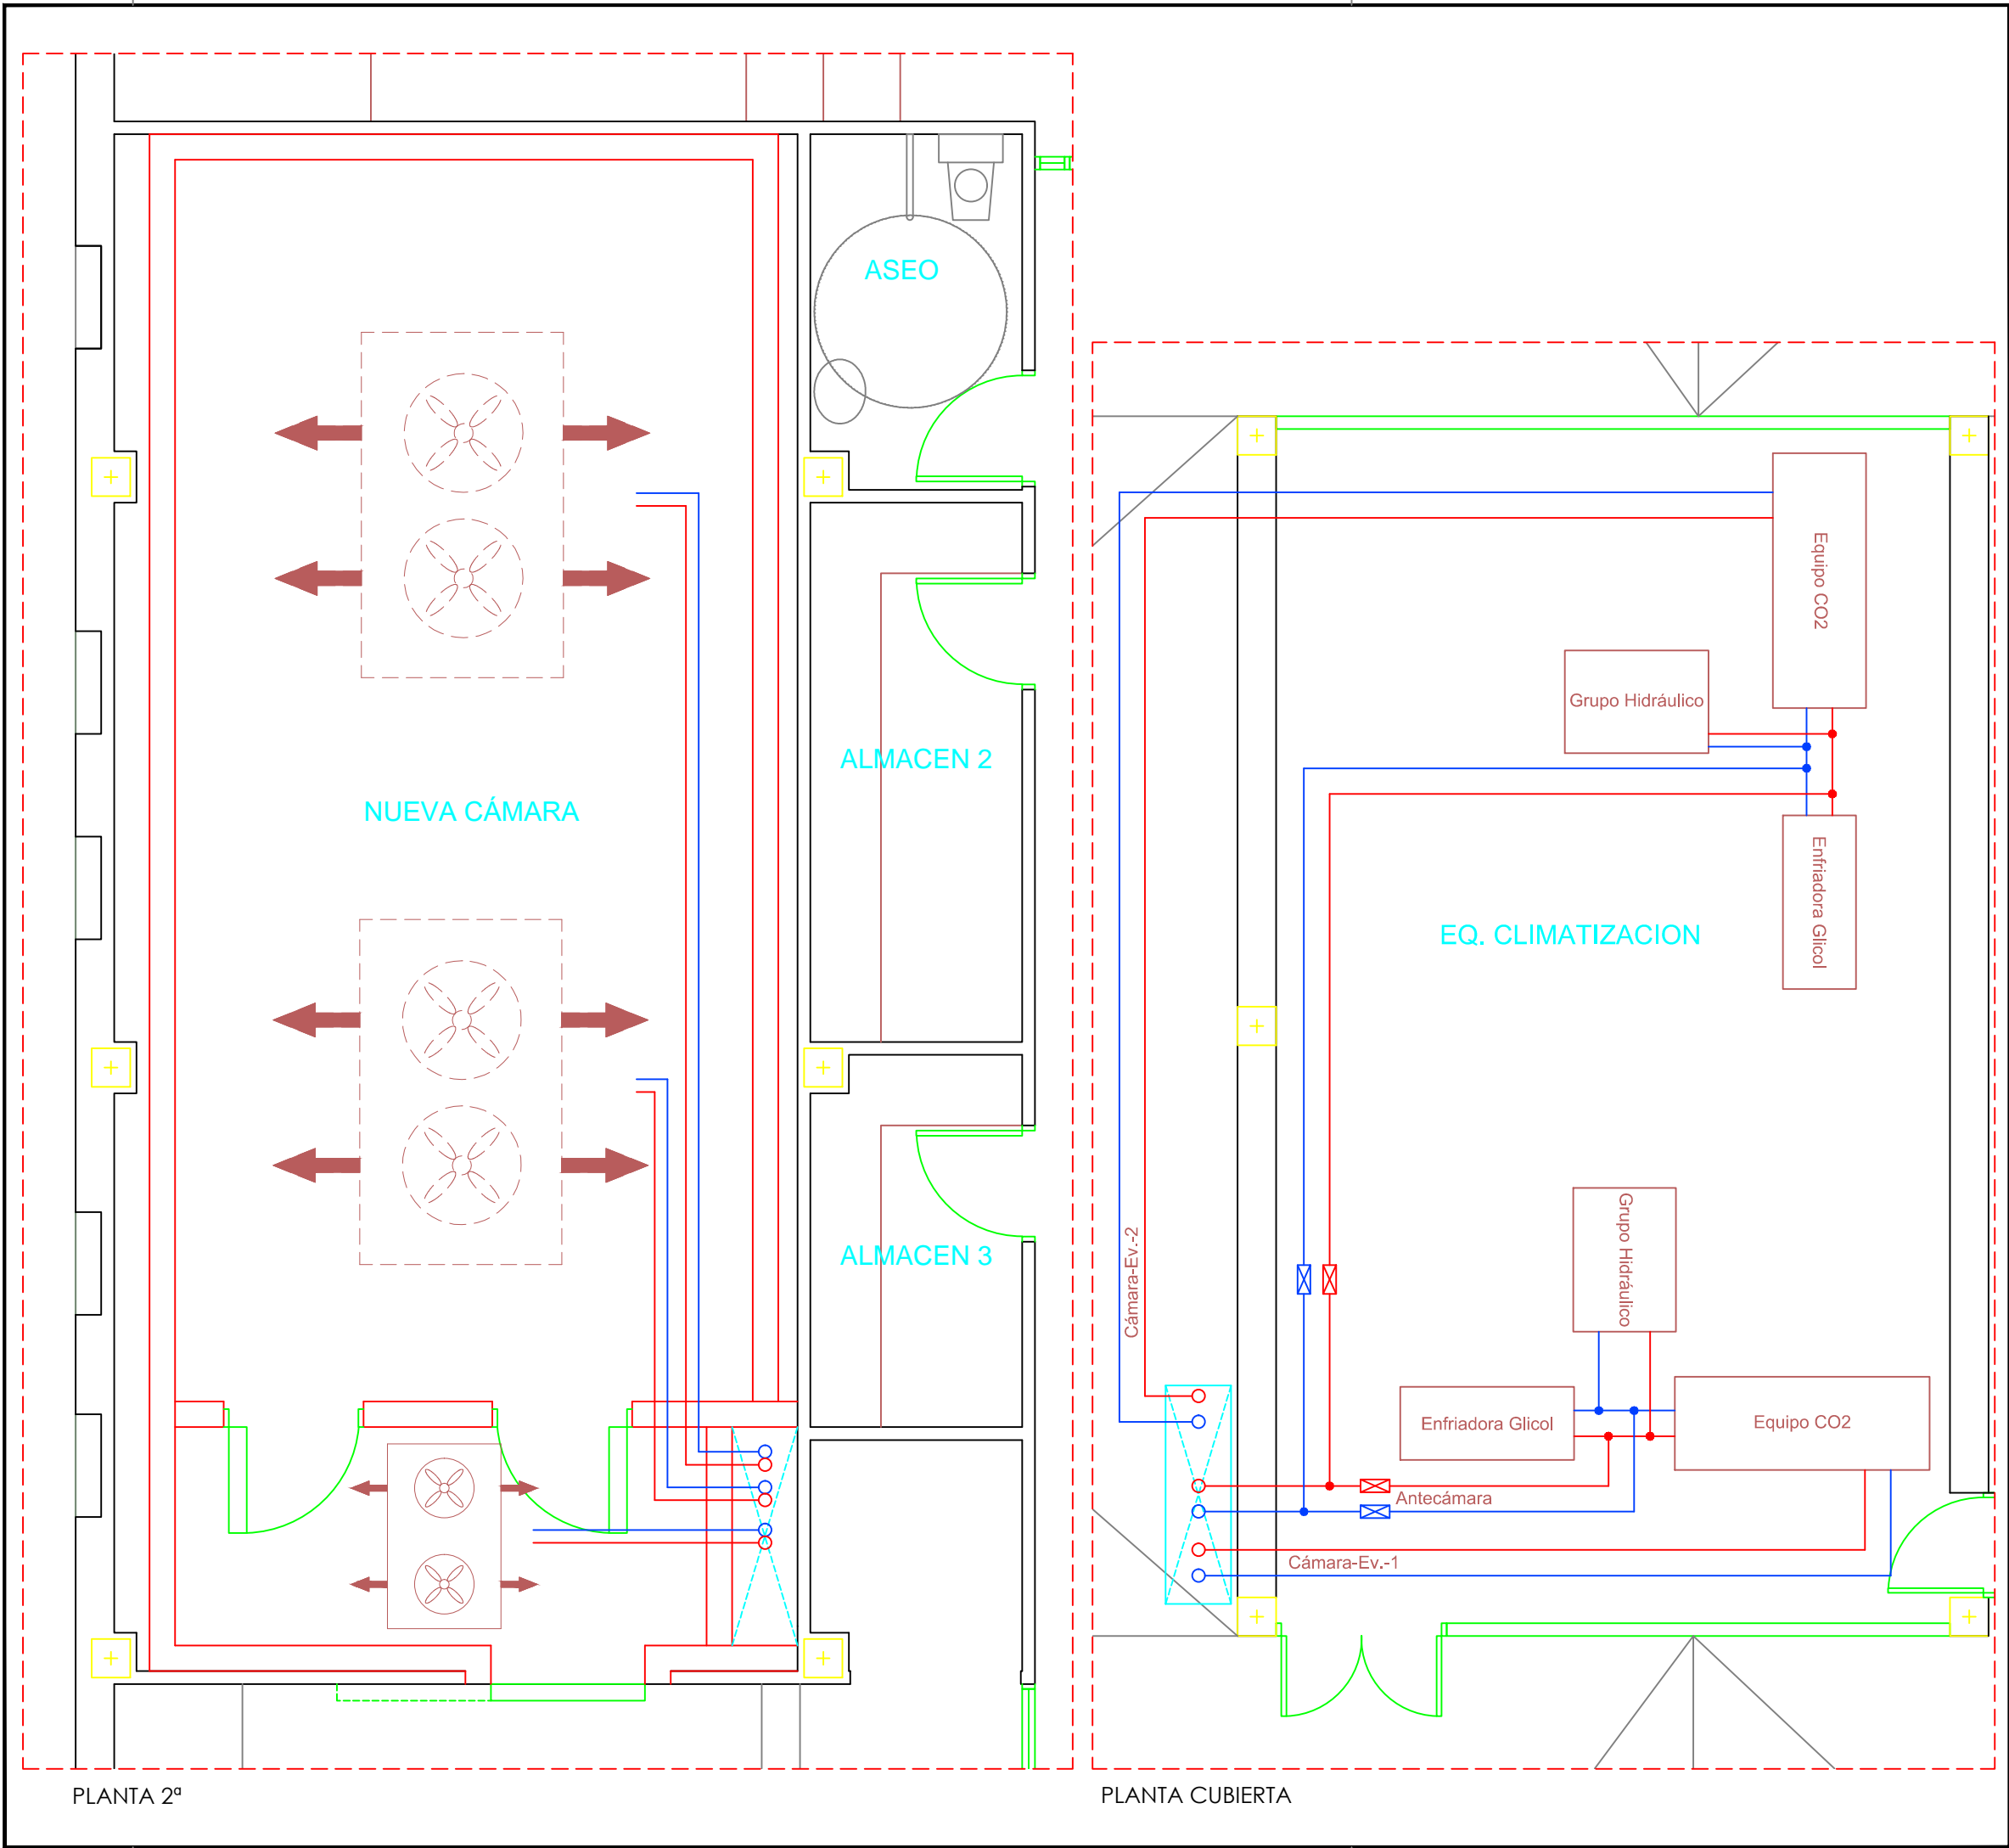 ASEO
ALMACEN 2
NUEVA CÁMARA
ALMACEN 3
PLANTA 2ª
Equipo CO2
Grupo Hidráulico
Enfriadora Glicol
EQ. CLIMATIZACION
Cámara-Ev.-2
Grupo Hidráulico
Enfriadora Glicol
Equipo CO2
Antecámara
Cámara-Ev.-1
PLANTA CUBIERTA